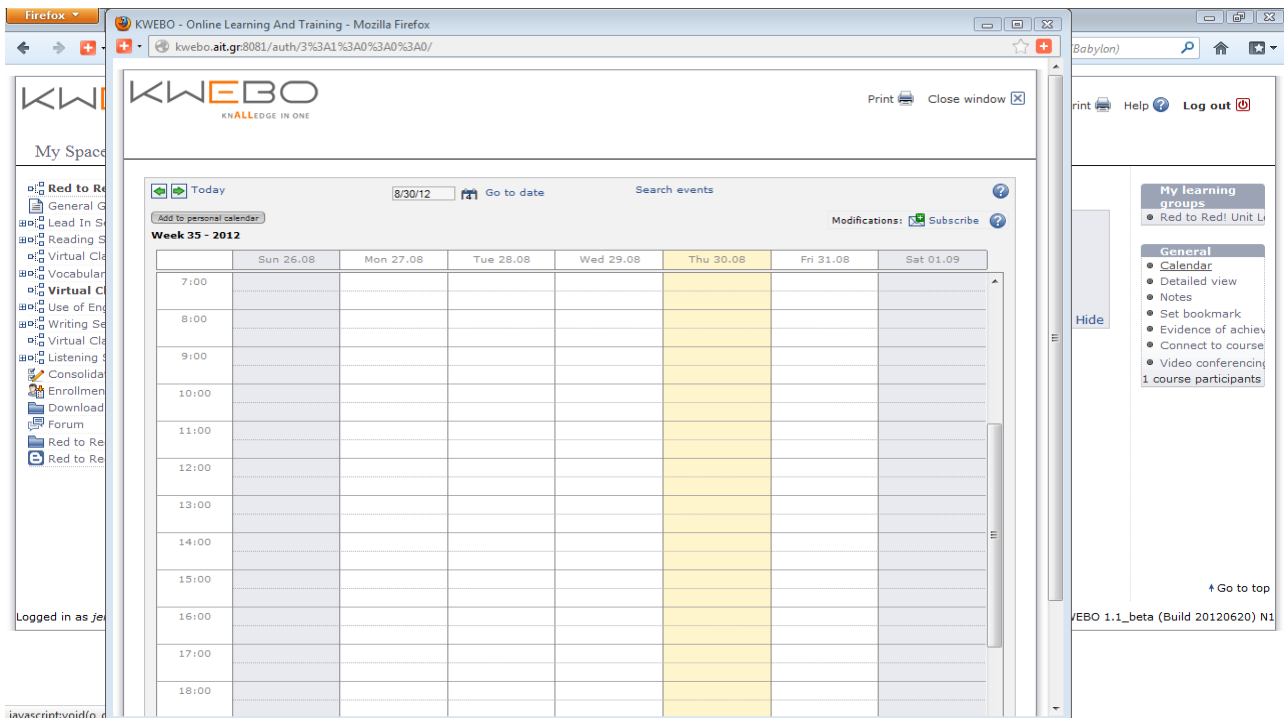 Firefox
KWEBO - Online Learning And Training - Mozilla Firefox
kwebo.ait.gr:8081/auth/3%3A1%3A0%3A0%3A0/
(Babylon)
KWEBO
KNALLEDGE IN ONE
Print
Close window
Help
Log out
My Space
Red to Re
General G
Lead In Se
Reading S
Virtual Cla
Vocabular
Virtual Cl
Use of Eng
Writing Se
Virtual Cla
Listening S
Consolida
Enrollmen
Download
Forum
Red to Re
Red to Re
Logged in as je
Today
8/30/12
Go to date
Search events
Add to personal calendar
Modifications: Subscribe
Week 35 - 2012
Sun 26.08 Mon 27.08 Tue 28.08 Wed 29.08 Thu 30.08 Fri 31.08 Sat 01.09
7:00
8:00
9:00
10:00
11:00
12:00
13:00
14:00
15:00
16:00
17:00
18:00
My learning
groups
Red to Red! Unit L
General
Calendar
Detailed view
Notes
Set bookmark
Evidence of achiev
Connect to course
Video conferencing
1 course participants
Hide
Go to top
WEBO 1.1_beta (Build 20120620) N1